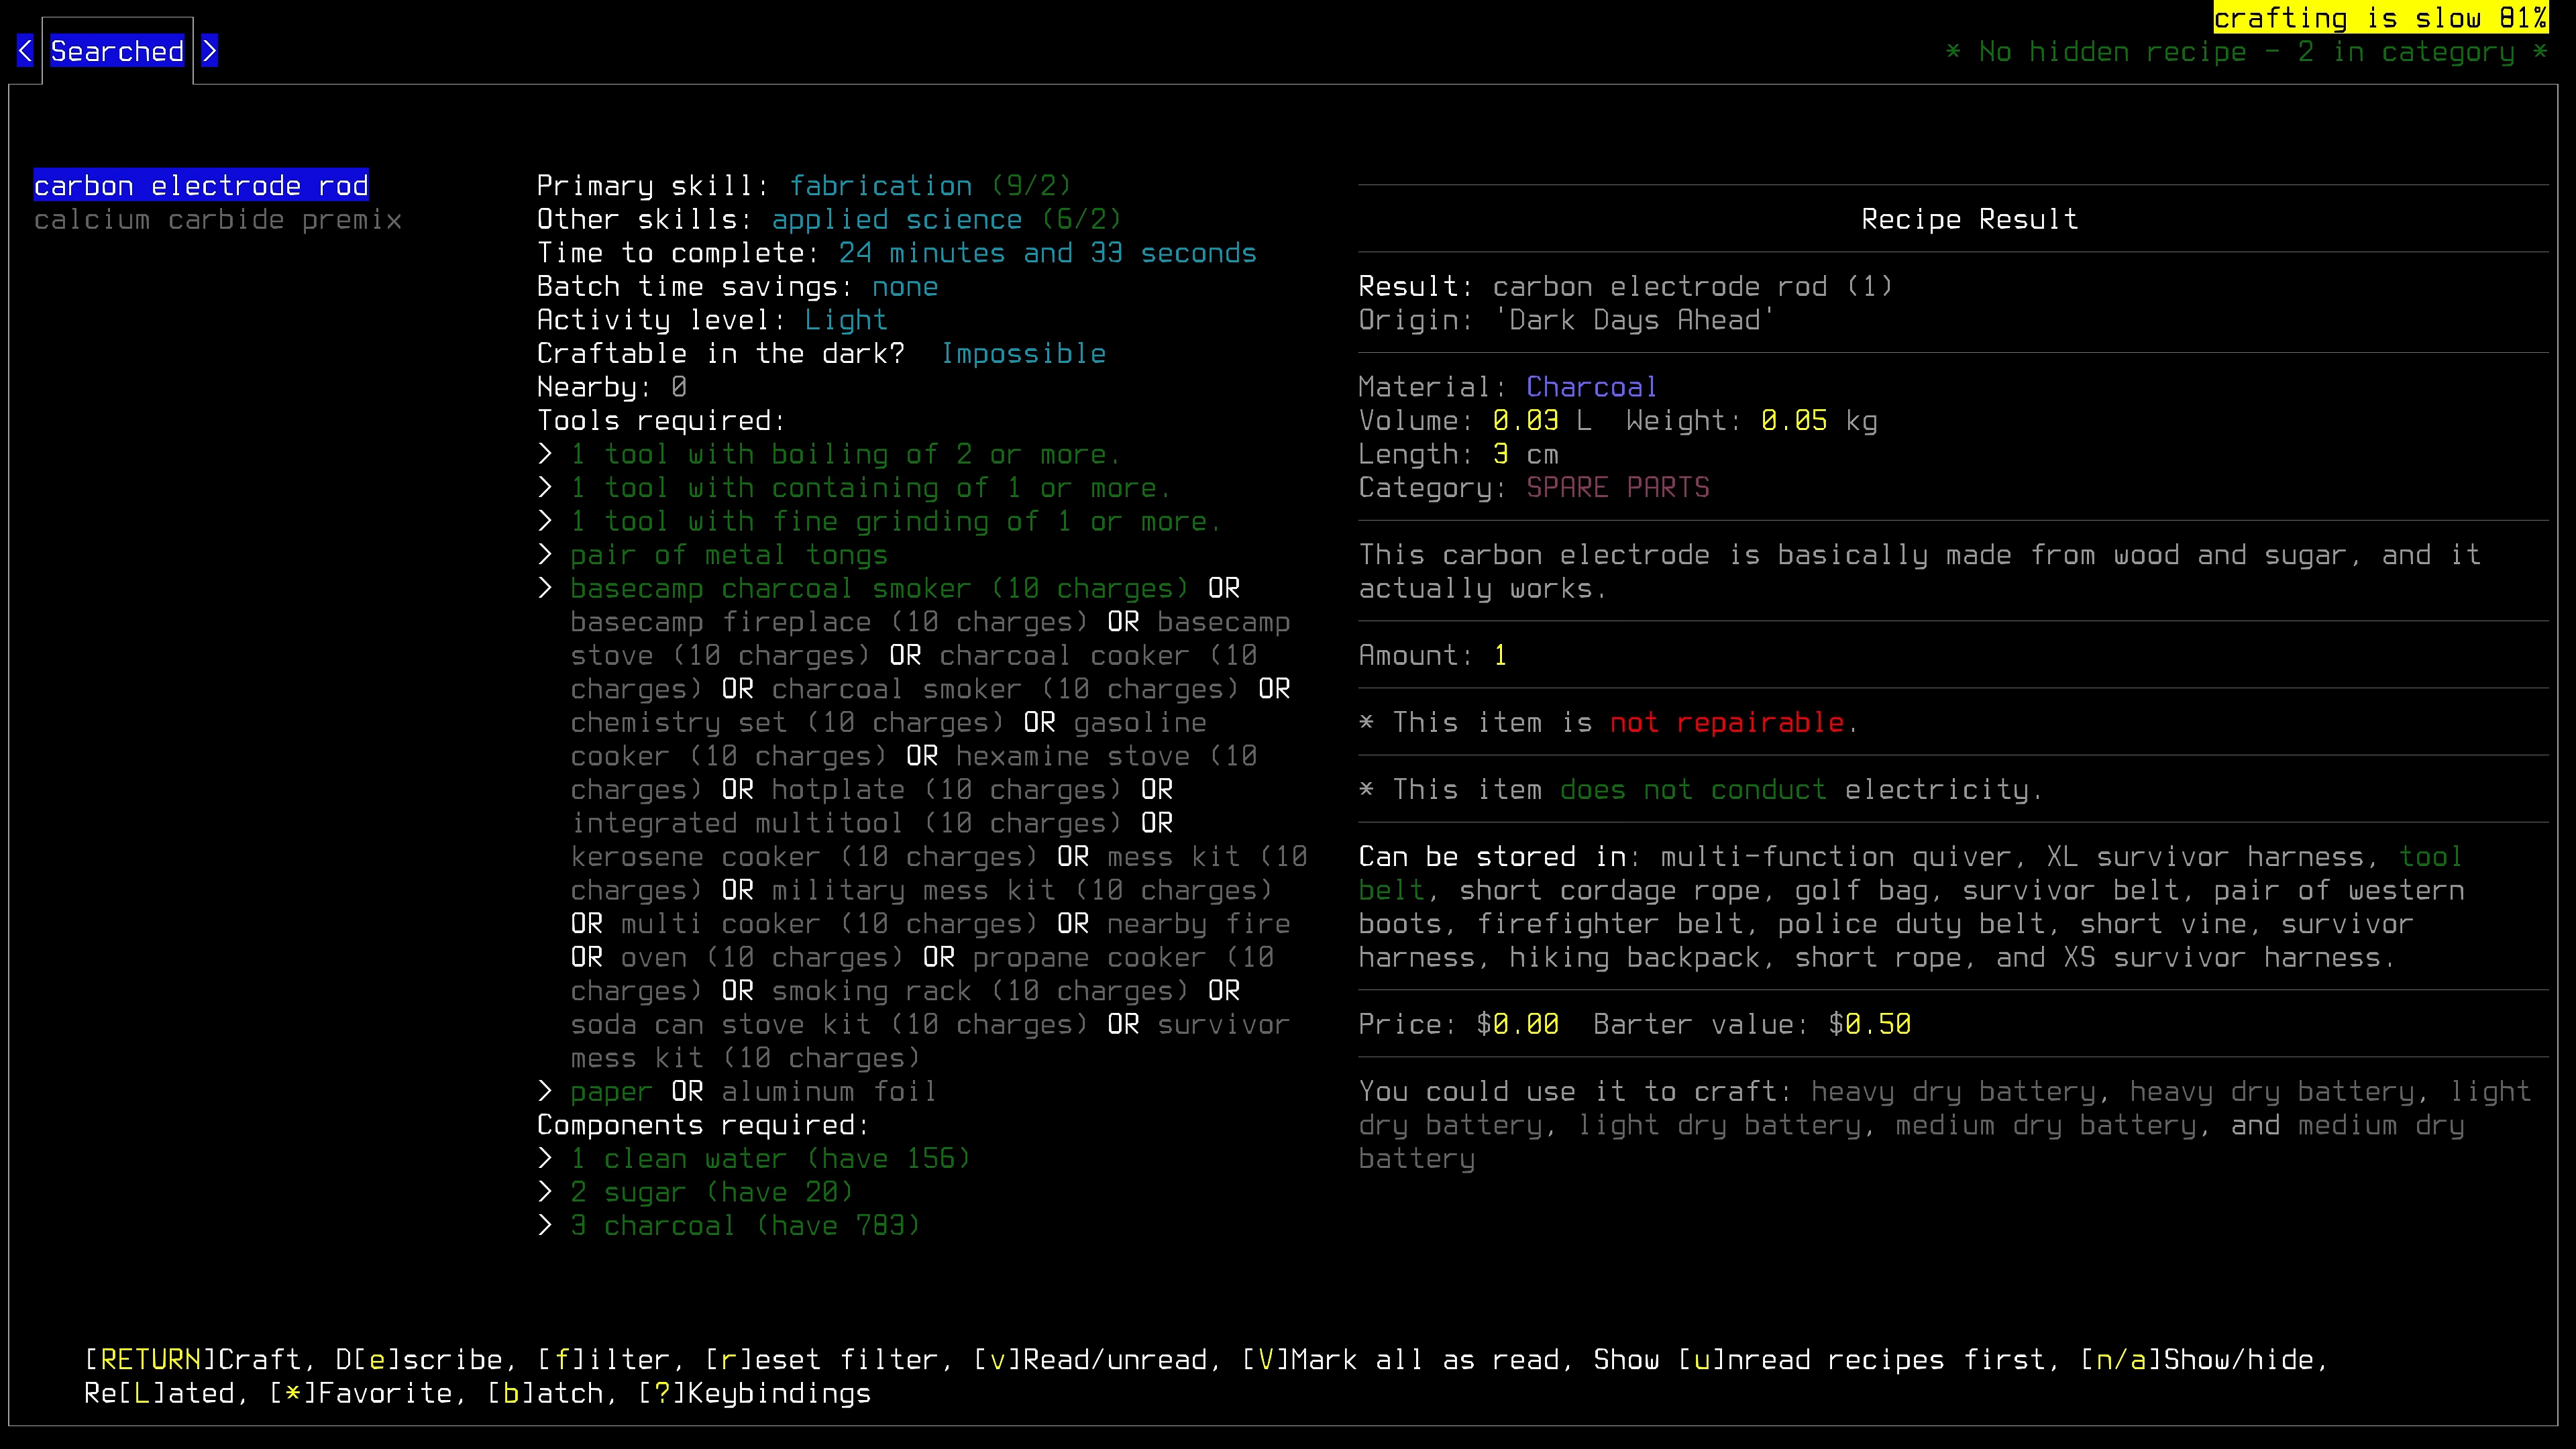 crafting is slow 81%
< Searched >
* No hidden recipe - 2 in category *
carbon electrode rod
calcium carbide premix
Primary skill: fabrication (9/2)
Other skills: applied science (6/2)
Time to complete: 24 minutes and 33 seconds
Batch time savings: none
Activity level: Light
Craftable in the dark?  Impossible
Nearby: 0
Tools required:
> 1 tool with boiling of 2 or more.
> 1 tool with containing of 1 or more.
> 1 tool with fine grinding of 1 or more.
> pair of metal tongs
> basecamp charcoal smoker (10 charges) OR
basecamp fireplace (10 charges) OR basecamp
stove (10 charges) OR charcoal cooker (10
charges) OR charcoal smoker (10 charges) OR
chemistry set (10 charges) OR gasoline
cooker (10 charges) OR hexamine stove (10
charges) OR hotplate (10 charges) OR
integrated multitool (10 charges) OR
kerosene cooker (10 charges) OR mess kit (10
charges) OR military mess kit (10 charges)
OR multi cooker (10 charges) OR nearby fire
OR oven (10 charges) OR propane cooker (10
charges) OR smoking rack (10 charges) OR
soda can stove kit (10 charges) OR survivor
mess kit (10 charges)
> paper OR aluminum foil
Components required:
> 1 clean water (have 156)
> 2 sugar (have 20)
> 3 charcoal (have 783)
Recipe Result
Result: carbon electrode rod (1)
Origin: 'Dark Days Ahead'
Material: Charcoal
Volume: 0.03 L  Weight: 0.05 kg
Length: 3 cm
Category: SPARE PARTS
This carbon electrode is basically made from wood and sugar, and it
actually works.
Amount: 1
* This item is not repairable.
* This item does not conduct electricity.
Can be stored in: multi-function quiver, XL survivor harness, tool
belt, short cordage rope, golf bag, survivor belt, pair of western
boots, firefighter belt, police duty belt, short vine, survivor
harness, hiking backpack, short rope, and XS survivor harness.
Price: $0.00  Barter value: $0.50
You could use it to craft: heavy dry battery, heavy dry battery, light
dry battery, light dry battery, medium dry battery, and medium dry
battery
[RETURN]Craft, D[e]scribe, [f]ilter, [r]eset filter, [v]Read/unread, [V]Mark all as read, Show [u]nread recipes first, [n/a]Show/hide,
Re[L]ated, [*]Favorite, [b]atch, [?]Keybindings